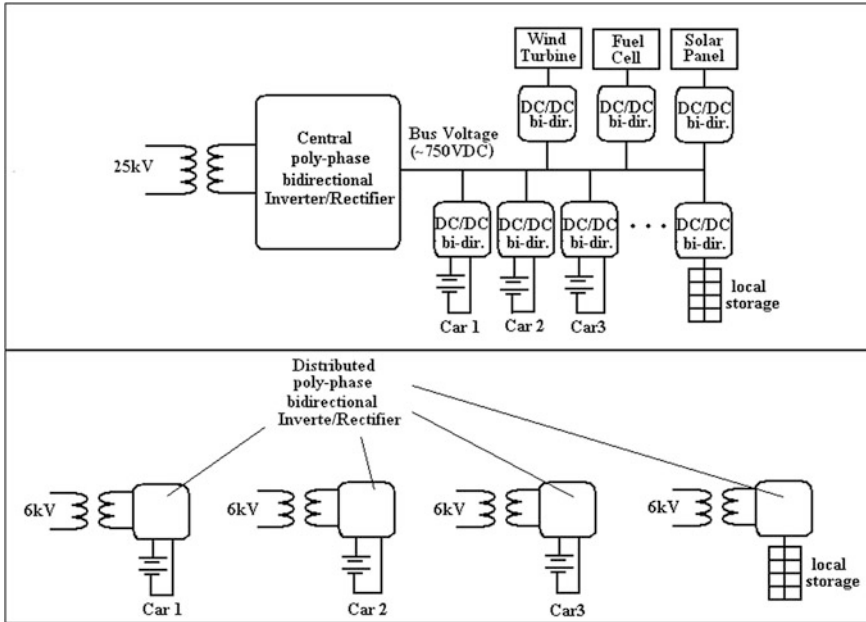 Wind
Turbine
Fuel
Cell
Solar
Panel
DC/DC
bi-dir.
DC/DC
bi-dir.
DC/DC
bi-dir.
Bus Voltage
(~750VDC)
25kV
Central
poly-phase
bidirectional
Inverter/Rectifier
DC/DC
bi-dir.
DC/DC
bi-dir.
DC/DC
bi-dir.
DC/DC
bi-dir.
Car 1
Car 2
Car3
local
storage
Distributed
poly-phase
bidirectional
Inverte/Rectifier
6kV
6kV
6kV
6kV
Car 1
Car 2
Car3
local
storage